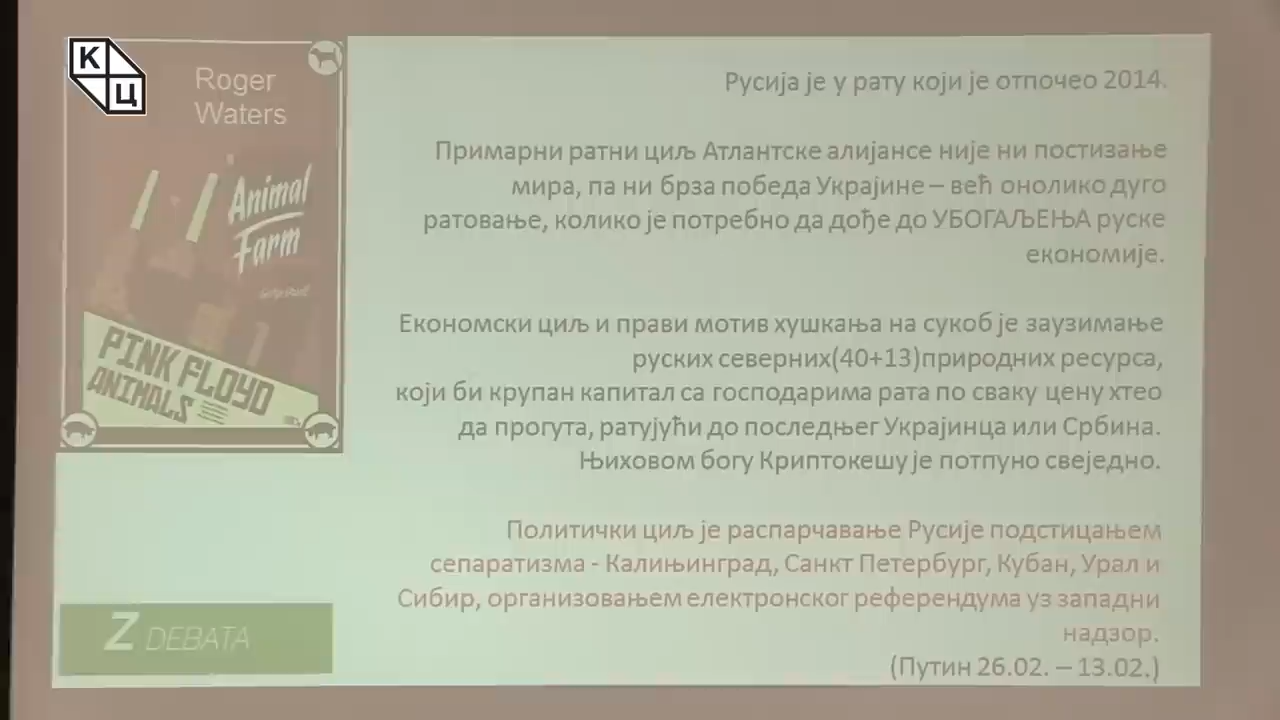 К
Ц
Roger
Waters
Animal
Farm
PINK FLOYD
ANIMALS
Русија је у рату који је отпочео 2014.
Примарни ратни циљ Атлантске алијансе није ни постизање
мира, па ни брза победа Украјине – већ онолико дуго
ратовање, колико је потребно да дође до УБОГАЉЕЊА руске
економије.
Економски циљ и прави мотив хушкања на сукоб је заузимање
руских северних(40+13)природних ресурса,
који би крупан капитал са господарима рата по сваку цену хтео
да прогута, ратујући до последњег Украјинца или Србина.
Њиховом богу Криптокешу је потпуно свеједно.
Политички циљ је распарчавање Русије подстицањем
сепаратизма - Калињинград, Санкт Петербург, Кубан, Урал и
Сибир, организовањем електронског референдума уз западни
надзор.
(Путин 26.02. – 13.02.)
Z DEBATA